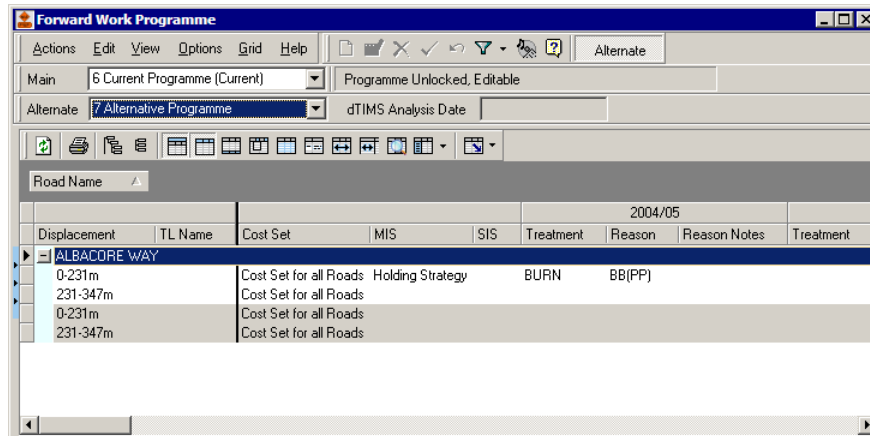 Forward Work Programme
Actions Edit View Options Grid Help Alternate
Main 6 Current Programme (Current) Programme Unlocked, Editable
Alternate 7 Alternative Programme dTIMS Analysis Date
Road Name
2004/05
Displacement TL Name Cost Set MIS SIS Treatment Reason Reason Notes Treatment
ALBACORE WAY
0-231m Cost Set for all Roads Holding Strategy BURN BB(PP)
231-347m Cost Set for all Roads
0-231m Cost Set for all Roads
231-347m Cost Set for all Roads